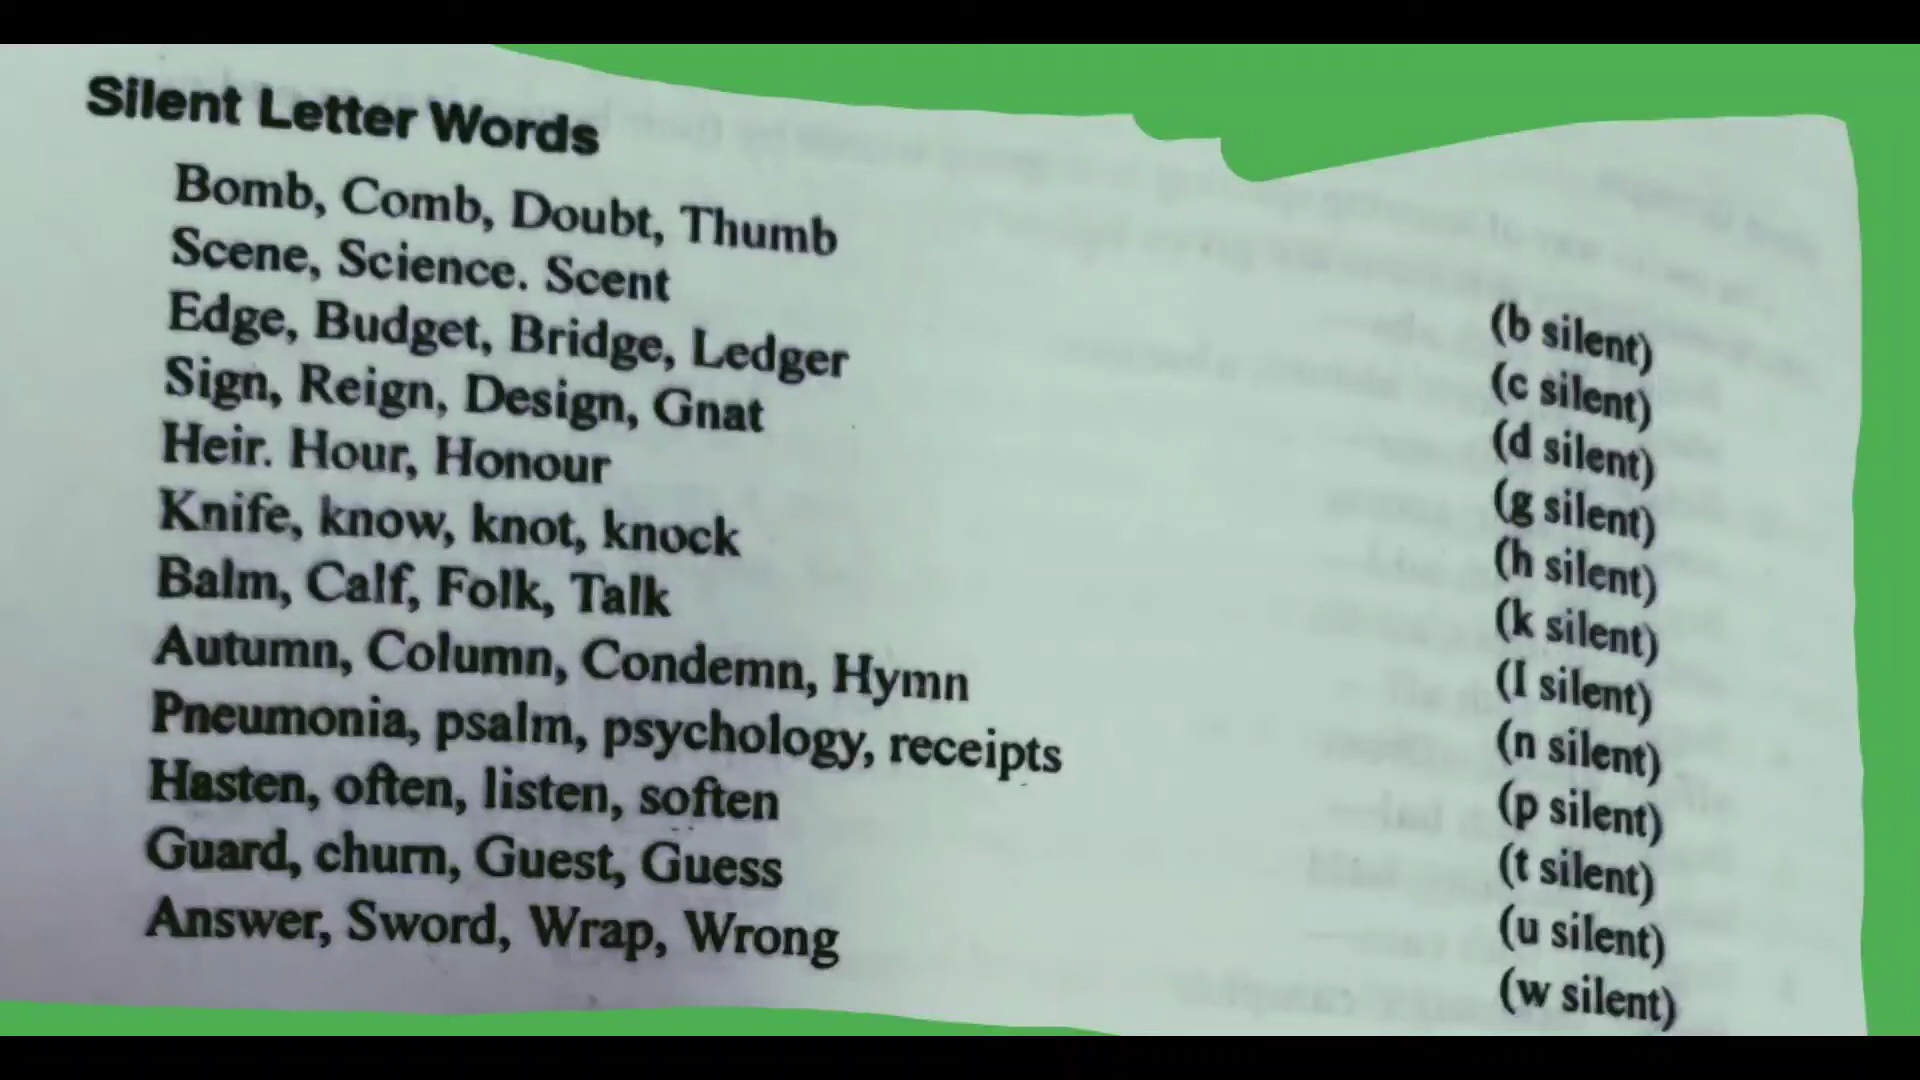 Silent Letter Words
Bomb, Comb, Doubt, Thumb (b silent)
Scene, Science. Scent (c silent)
Edge, Budget, Bridge, Ledger (d silent)
Sign, Reign, Design, Gnat (g silent)
Heir. Hour, Honour (h silent)
Knife, know, knot, knock (k silent)
Balm, Calf, Folk, Talk (l silent)
Autumn, Column, Condemn, Hymn (n silent)
Pneumonia, psalm, psychology, receipts (p silent)
Hasten, often, listen, soften (t silent)
Guard, churn, Guest, Guess (u silent)
Answer, Sword, Wrap, Wrong (w silent)